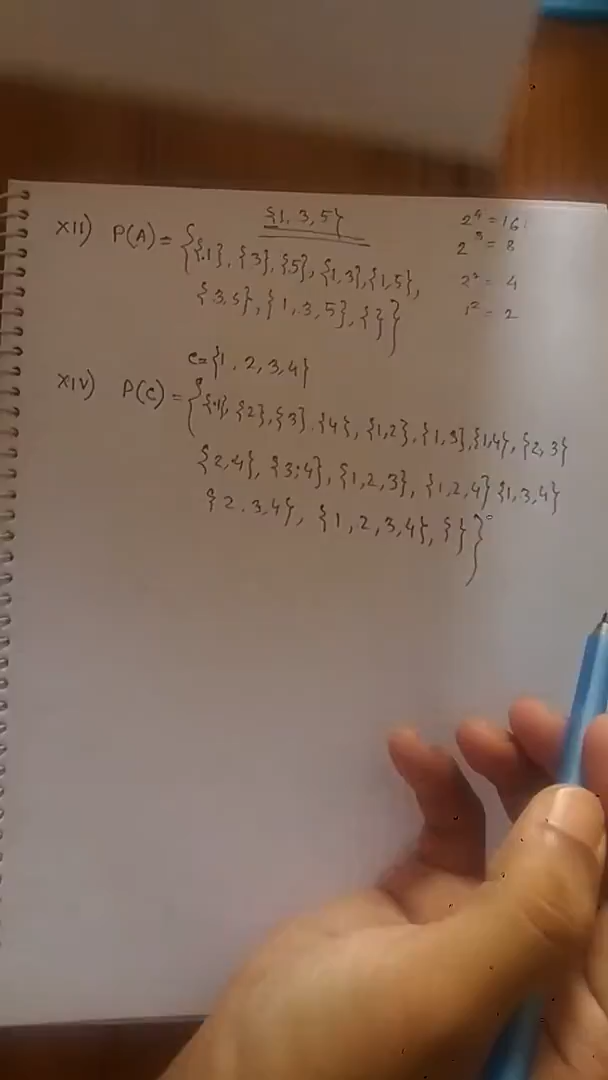 {1, 3, 5}
XII) P(A) = {{1}, {3}, {5}, {1,3}, {1,5},
{3,5}, {1, 3, 5}, {}}
2⁴ = 16
2³ = 8
2² = 4
1² = 2
C = {1, 2, 3, 4}
XIV) P(C) = {{1}, {2}, {3}, {4}, {1,2}, {1,3}, {1,4}, {2,3}
{2,4}, {3,4}, {1,2,3}, {1,2,4} {1,3,4}
{2,3,4}, {1,2,3,4}, {}}